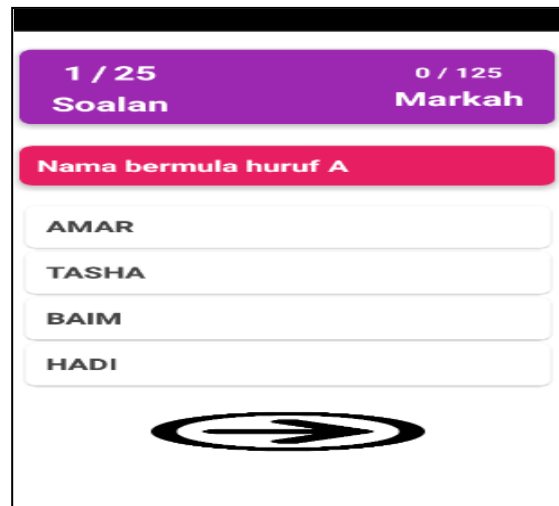 1 / 25
0 / 125
Soalan
Markah
Nama bermula huruf A
AMAR
TASHA
BAIM
HADI